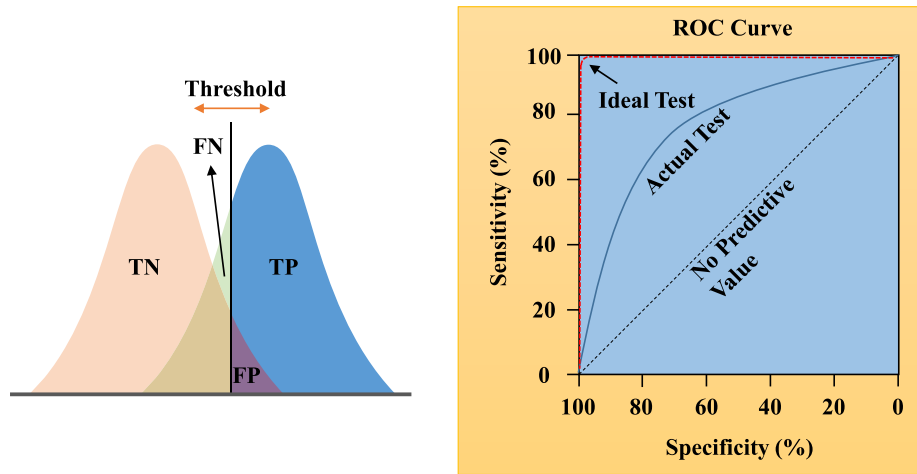 Threshold
FN
TN
TP
FP
ROC Curve
100
80
60
40
20
0
Sensitivity (%)
Ideal Test
Actual Test
No Predictive
Value
100
80
60
40
20
0
Specificity (%)